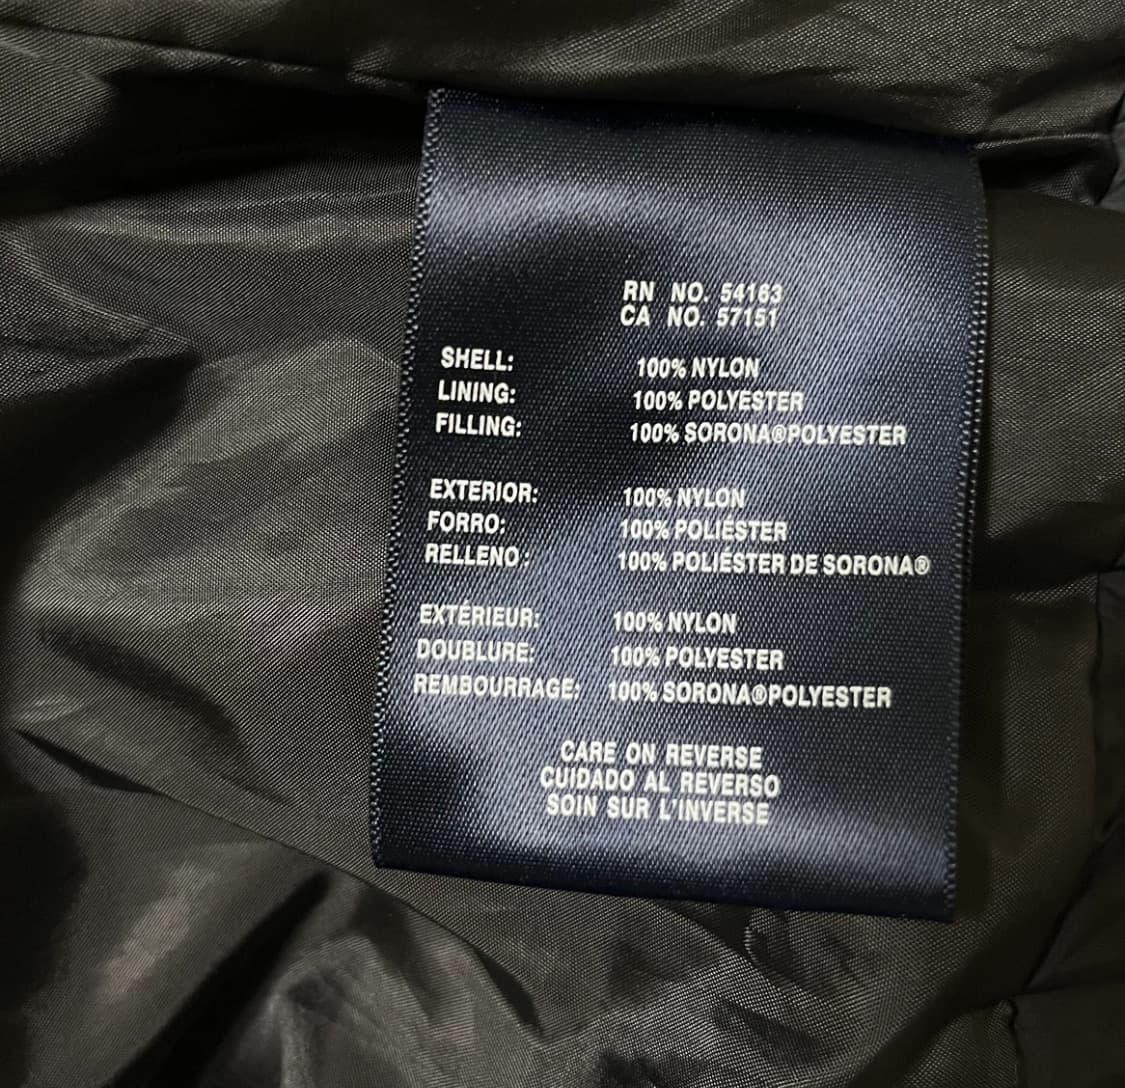 RN NO. 54163
CA NO. 57151
SHELL: 100% NYLON
LINING: 100% POLYESTER
FILLING: 100% SORONA®POLYESTER
EXTERIOR: 100% NYLON
FORRO: 100% POLIÉSTER
RELLENO: 100% POLIÉSTER DE SORONA®
EXTÉRIEUR: 100% NYLON
DOUBLURE: 100% POLYESTER
REMBOURRAGE: 100% SORONA®POLYESTER
CARE ON REVERSE
CUIDADO AL REVERSO
SOIN SUR L'INVERSE